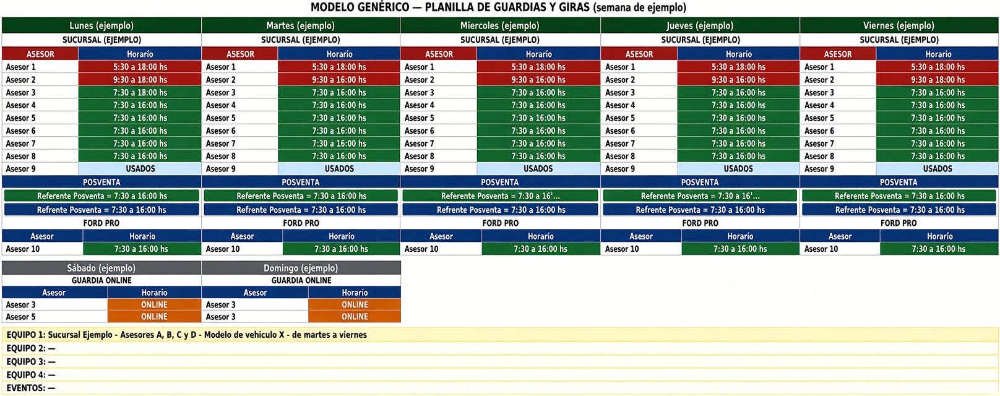 MODELO GENÉRICO — PLANILLA DE GUARDIAS Y GIRAS (semana de ejemplo)
Lunes (ejemplo) Martes (ejemplo) Miercoles (ejemplo) Jueves (ejemplo) Viernes (ejemplo)
SUCURSAL (EJEMPLO) SUCURSAL (EJEMPLO) SUCURSAL (EJEMPLO) SUCURSAL (EJEMPLO) SUCURSAL (EJEMPLO)
ASESOR Horarío ASESOR Horarío ASESOR Horarío ASESOR Horarío ASESOR Horarío
Asesor 1 5:30 a 18:00 hs Asesor 1 5:30 a 18:00 hs Asesor 1 5:30 a 18:00 hs Asesor 1 5:30 a 18:00 hs Asesor 1 5:30 a 18:00 hs
Asesor 2 9:30 a 18:00 hs Asesor 2 9:30 a 16:00 hs Asesor 2 9:30 a 16:00 hs Asesor 2 9:30 a 16:00 hs Asesor 2 9:30 a 18:00 hs
Asesor 3 7:30 a 18:00 hs Asesor 3 7:30 a 16:00 hs Asesor 3 7:30 a 16:00 hs Asesor 3 7:30 a 16:00 hs Asesor 3 7:30 a 16:00 hs
Asesor 4 7:30 a 16:00 hs Asesor 4 7:30 a 16:00 hs Asesor 4 7:30 a 16:00 hs Asesor 4 7:30 a 16:00 hs Asesor 4 7:30 a 16:00 hs
Asesor 5 7:30 a 16:00 hs Asesor 5 7:30 a 16:00 hs Asesor 5 7:30 a 16:00 hs Asesor 5 7:30 a 16:00 hs Asesor 5 7:30 a 16:00 hs
Asesor 6 7:30 a 16:00 hs Asesor 6 7:30 a 16:00 hs Asesor 6 7:30 a 16:00 hs Asesor 6 7:30 a 16:00 hs Asesor 6 7:30 a 16:00 hs
Asesor 7 7:30 a 16:00 hs Asesor 7 7:30 a 16:00 hs Asesor 7 7:30 a 16:00 hs Asesor 7 7:30 a 16:00 hs Asesor 7 7:30 a 16:00 hs
Asesor 8 7:30 a 16:00 hs Asesor 8 7:30 a 16:00 hs Asesor 8 7:30 a 16:00 hs Asesor 8 7:30 a 16:00 hs Asesor 8 7:30 a 16:00 hs
Asesor 9 USADOS Asesor 9 USADOS Asesor 9 USADOS Asesor 9 USADOS Asesor 9 USADOS
POSVENTA POSVENTA POSVENTA POSVENTA POSVENTA
Referente Posventa = 7:30 a 16:00 hs Referente Posventa = 7:30 a 16:00 hs Referente Posventa = 7:30 a 16'... Referente Posventa = 7:30 a 16'... Referente Posventa = 7:30 a 16:00 hs
Refrente Posventa = 7:30 a 16:00 hs Refrente Posventa = 7:30 a 16:00 hs Refrente Posventa = 7:30 a 16:00 hs Refrente Posventa = 7:30 a 16:00 hs Refrente Posventa = 7:30 a 16:00 hs
FORD PRO FORD PRO FORD PRO FORD PRO FORD PRO
Asesor Horarío Asesor Horarío Asesor Horarío Asesor Horarío Asesor Horarío
Asesor 10 7:30 a 16:00 hs Asesor 10 7:30 a 16:00 hs Asesor 10 7:30 a 16:00 hs Asesor 10 7:30 a 16:00 hs Asesor 10 7:30 a 16:00 hs
Sábado (ejemplo) Domingo (ejemplo)
GUARDIA ONLINE GUARDIA ONLINE
Asesor Horarío Asesor Horarío
Asesor 3 ONLINE Asesor 3 ONLINE
Asesor 5 ONLINE Asesor 3 ONLINE
EQUIPO 1: Sucursal Ejemplo - Asesores A, B, C y D - Modelo de vehiculo X - de martes a viernes
EQUIPO 2: —
EQUIPO 3: —
EQUIPO 4: —
EVENTOS: —